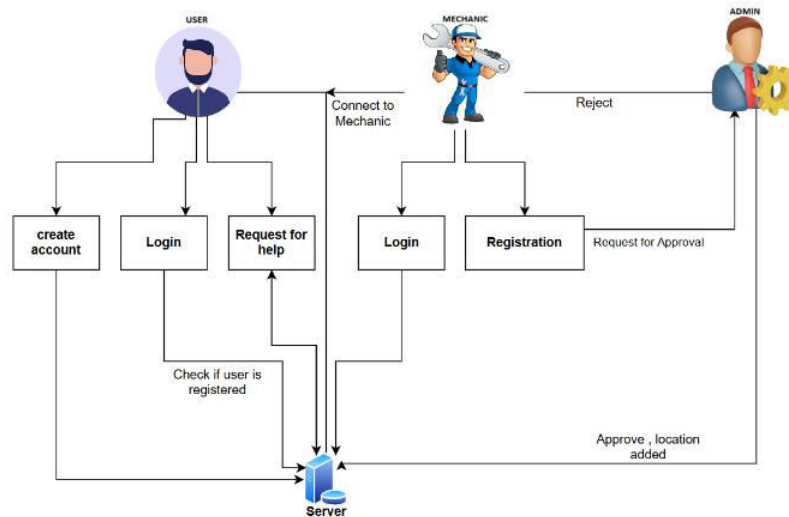 USER
MECHANIC
ADMIN
Connect to
Mechanic
Reject
create
account
Login
Request for
help
Login
Registration
Request for Approval
Check if user is
registered
Approve , location
added
Server